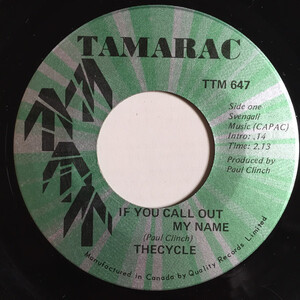 TAMARAC
TTM 647
Side one
Svengali
Music (CAPAC)
Intro: .14
Time: 2.13
Produced by
Paul Clinch
IF YOU CALL OUT
MY NAME
(Paul Clinch)
THECYCLE
Manufactured in Canada by Quality Records Limited